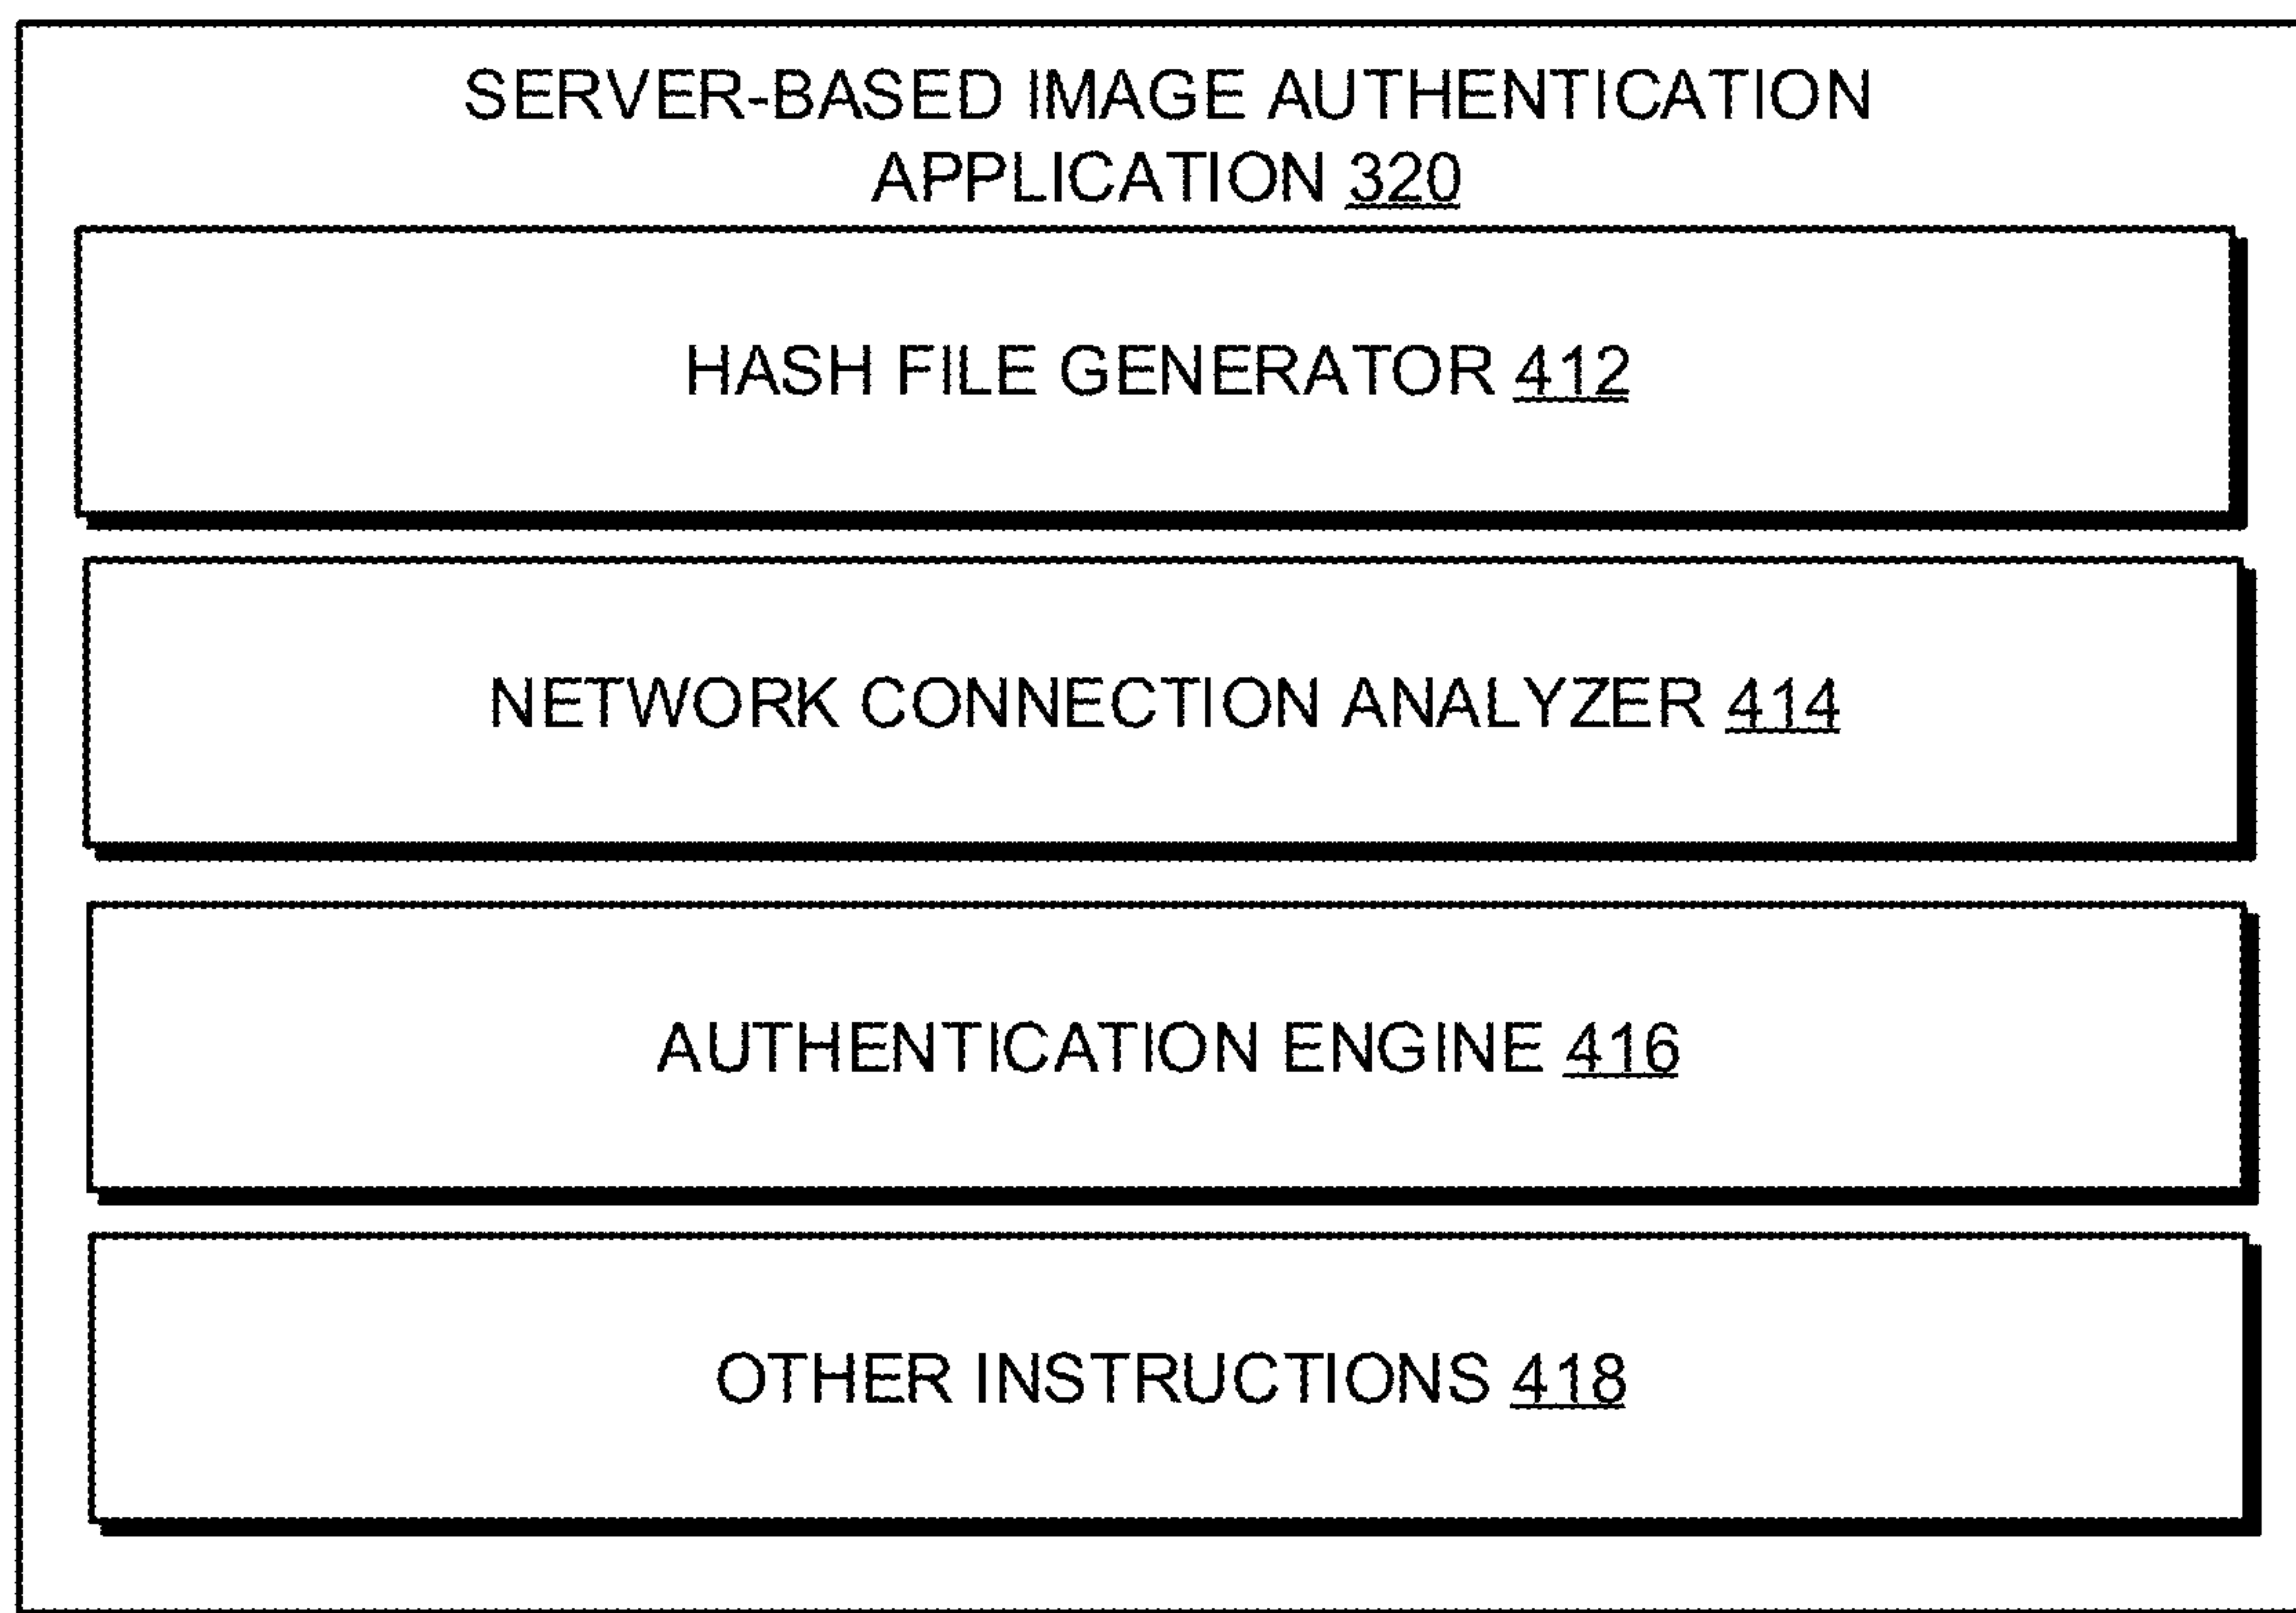 SERVER-BASED IMAGE AUTHENTICATION
APPLICATION 320
HASH FILE GENERATOR 412
NETWORK CONNECTION ANALYZER 414
AUTHENTICATION ENGINE 416
OTHER INSTRUCTIONS 418